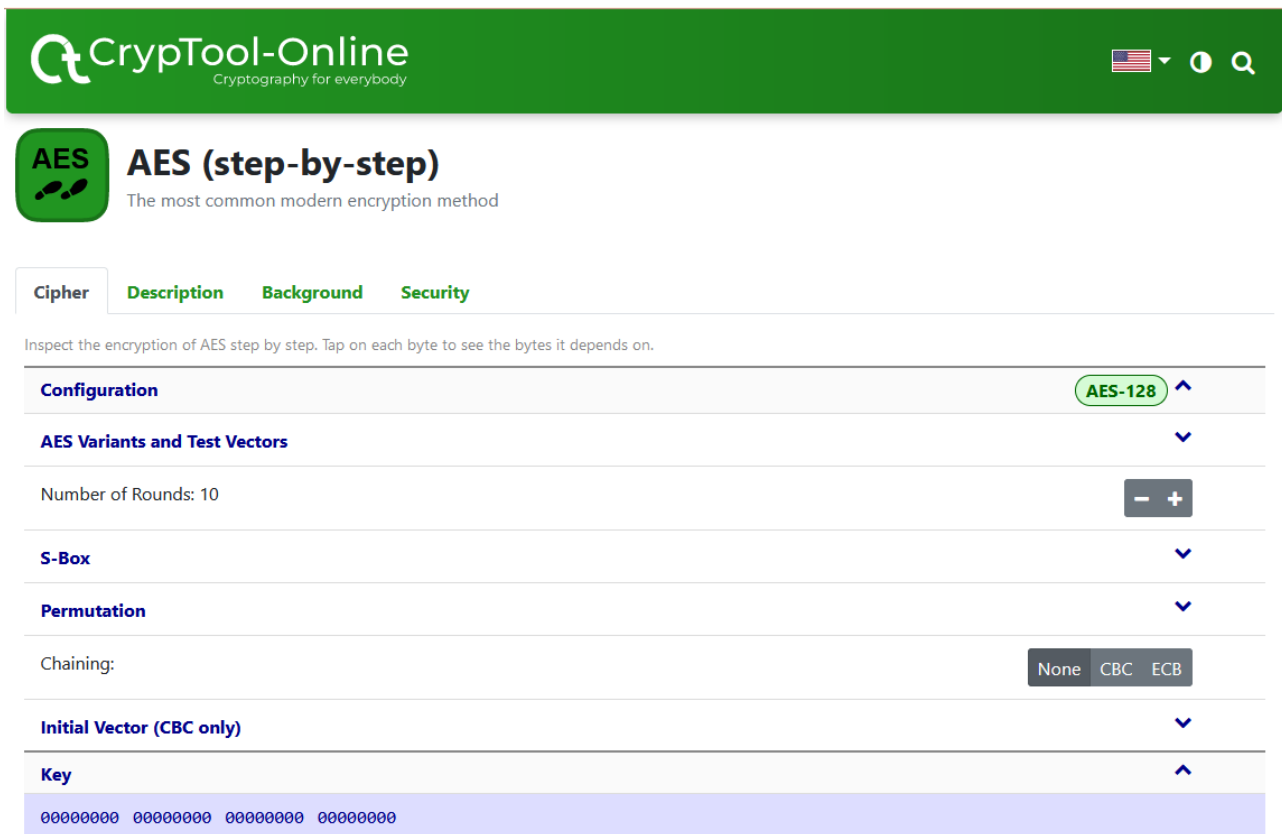 CrypTool-Online
Cryptography for everybody
AES
AES (step-by-step)
The most common modern encryption method
Cipher Description Background Security
Inspect the encryption of AES step by step. Tap on each byte to see the bytes it depends on.
Configuration AES-128
AES Variants and Test Vectors
Number of Rounds: 10 - +
S-Box
Permutation
Chaining: None CBC ECB
Initial Vector (CBC only)
Key
00000000 00000000 00000000 00000000